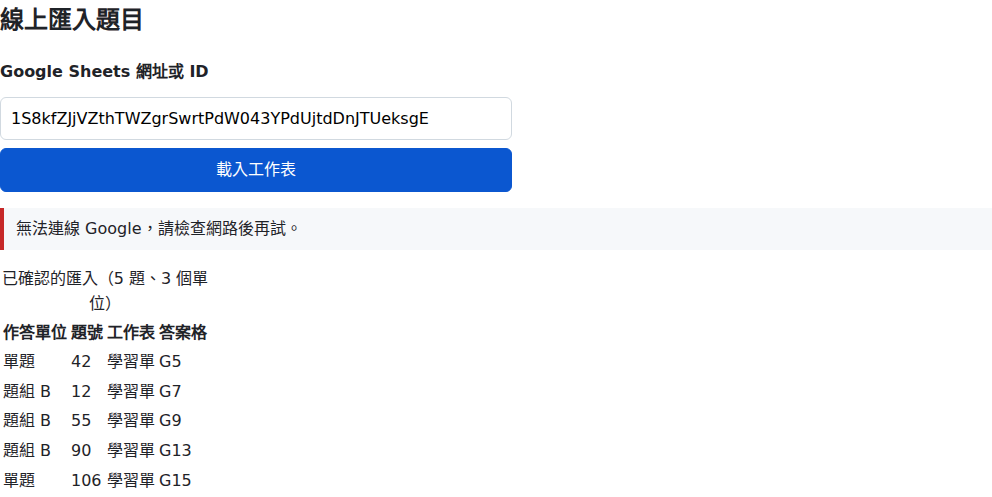 線上匯入題目
Google Sheets 網址或 ID
1S8kfZJjVZthTWZgrSwrtPdW043YPdUjtdDnJTUeksgE
載入工作表
無法連線 Google，請檢查網路後再試。
已確認的匯入（5 題、3 個單
位）
作答單位 題號 工作表 答案格
單題 42 學習單 G5
題組 B 12 學習單 G7
題組 B 55 學習單 G9
題組 B 90 學習單 G13
單題 106 學習單 G15